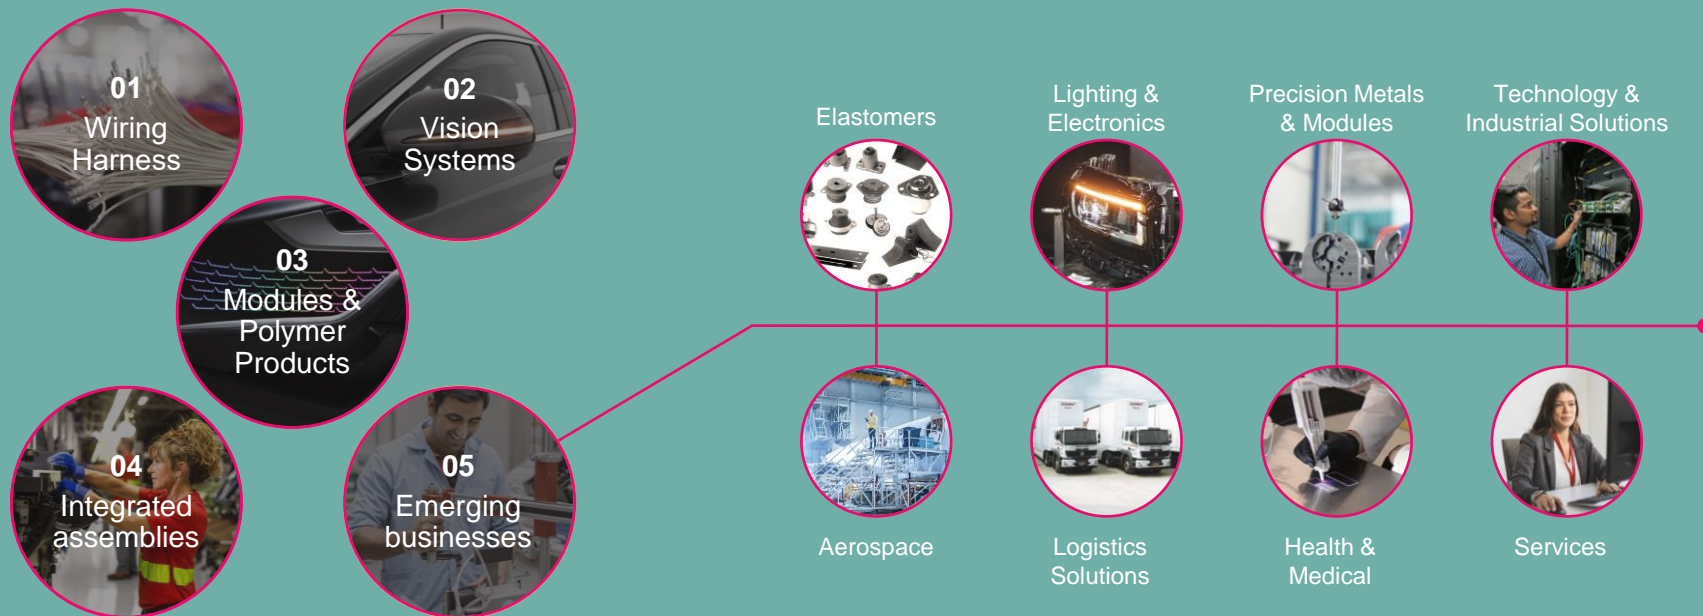 01
Wiring
Harness
02
Vision
Systems
03
Modules &
Polymer
Products
04
Integrated
assemblies
05
Emerging
businesses
Elastomers
Lighting &
Electronics
Precision Metals
& Modules
Technology &
Industrial Solutions
Aerospace
Logistics
Solutions
Health &
Medical
Services